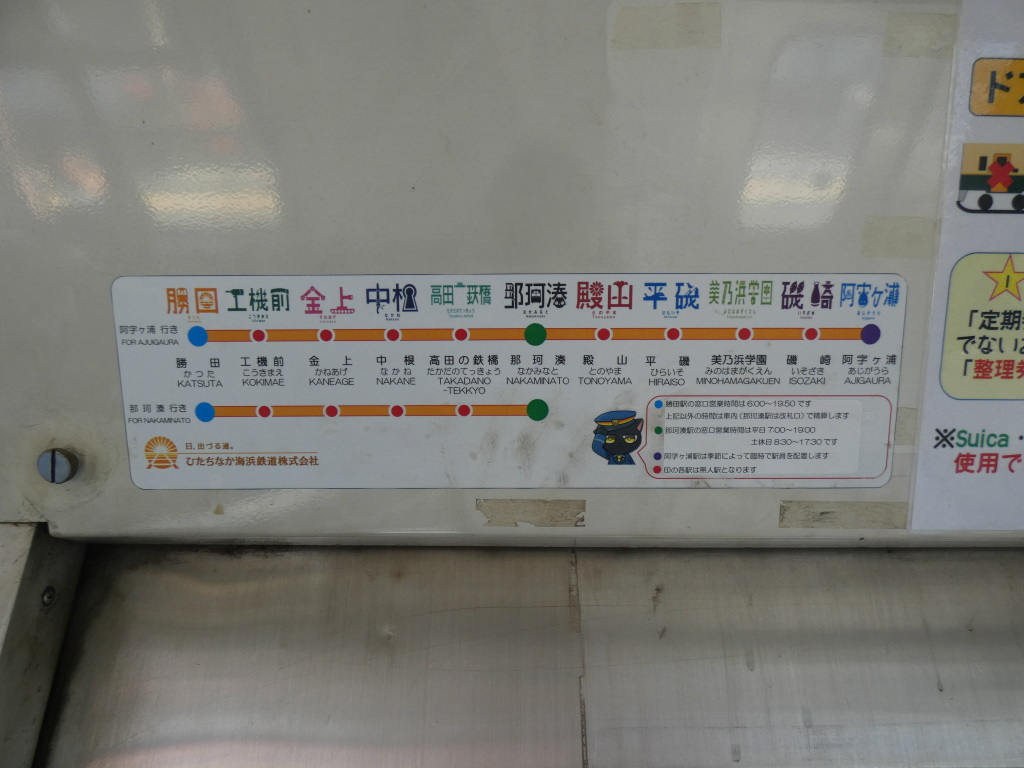 勝田 工機前 金上 中根 高田の鉄橋 那珂湊 殿山 平磯 美乃浜学園 磯崎 阿字ヶ浦
阿字ヶ浦 行き
FOR AJIGAURA
勝田 工機前 金上 中根 高田の鉄橋 那珂湊 殿山 平磯 美乃浜学園 磯崎 阿字ヶ浦
かつた こうきまえ かねあげ なかね たかだのてっきょう なかみなと とのやま ひらいそ みのはまがくえん いそざき あじがうら
KATSUTA KOKIMAE KANEAGE NAKANE TAKADANO NAKAMINATO TONOYAMA HIRAISO MINOHAMAGAKUEN ISOZAKI AJIGAURA
-TEKKYO
那珂湊 行き
FOR NAKAMINATO
日、出づる道。
ひたちなか海浜鉄道株式会社
勝田駅の窓口営業時間は 6:00〜19:50 です
上記以外の時間は車内(那珂湊駅は改札口)で精算します
那珂湊駅の窓口営業時間は平日 7:00〜19:00
土休日 8:30〜17:30 です
阿字ヶ浦駅は季節によって臨時で駅員を配置します
印の各駅は無人駅となります
ド
!
「定期
でない
「整理券
※Suica・
使用で